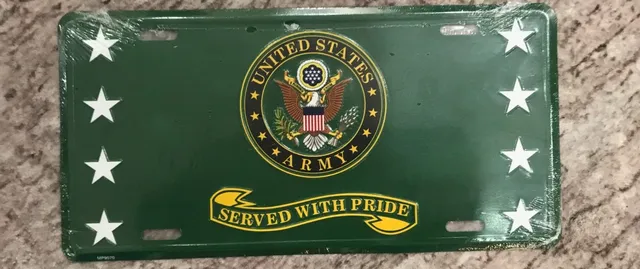 UNITED STATES
ARMY
SERVED WITH PRIDE